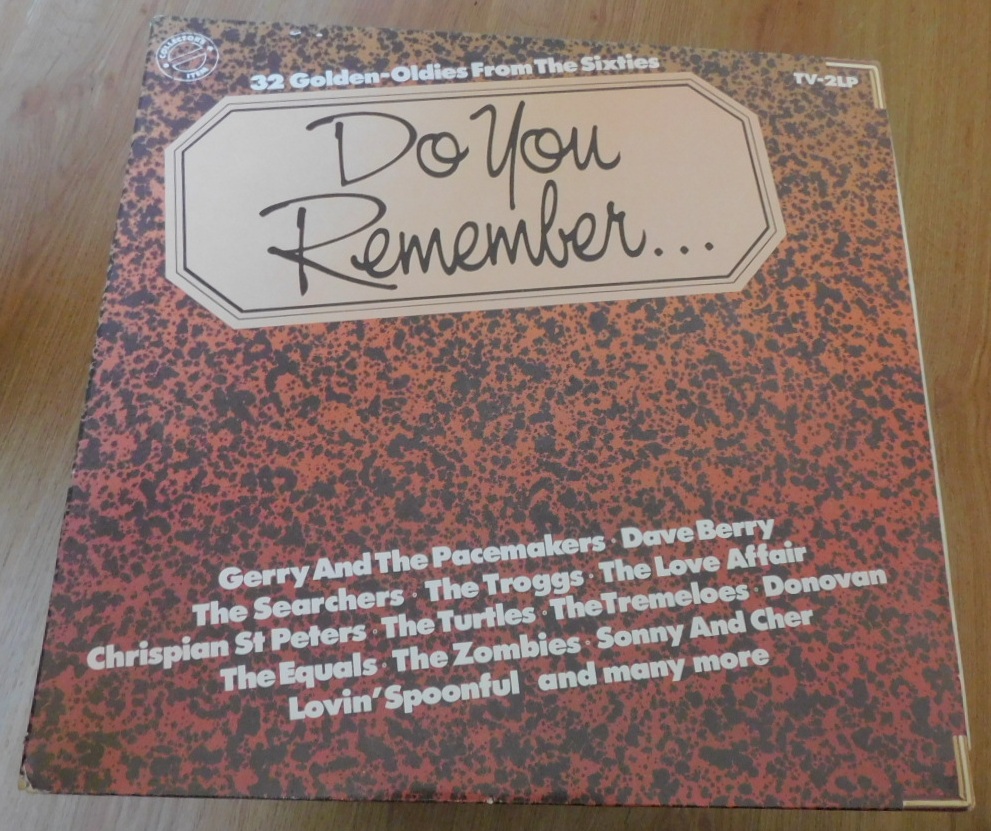 COLLECTOR'S
ITEM
32 Golden-Oldies From The Sixties
TV-2LP
Do You
Remember...
Gerry And The Pacemakers · Dave Berry
The Searchers · The Troggs · The Love Affair
Chrispian St Peters · The Turtles · The Tremeloes · Donovan
The Equals · The Zombies · Sonny And Cher
Lovin' Spoonful and many more